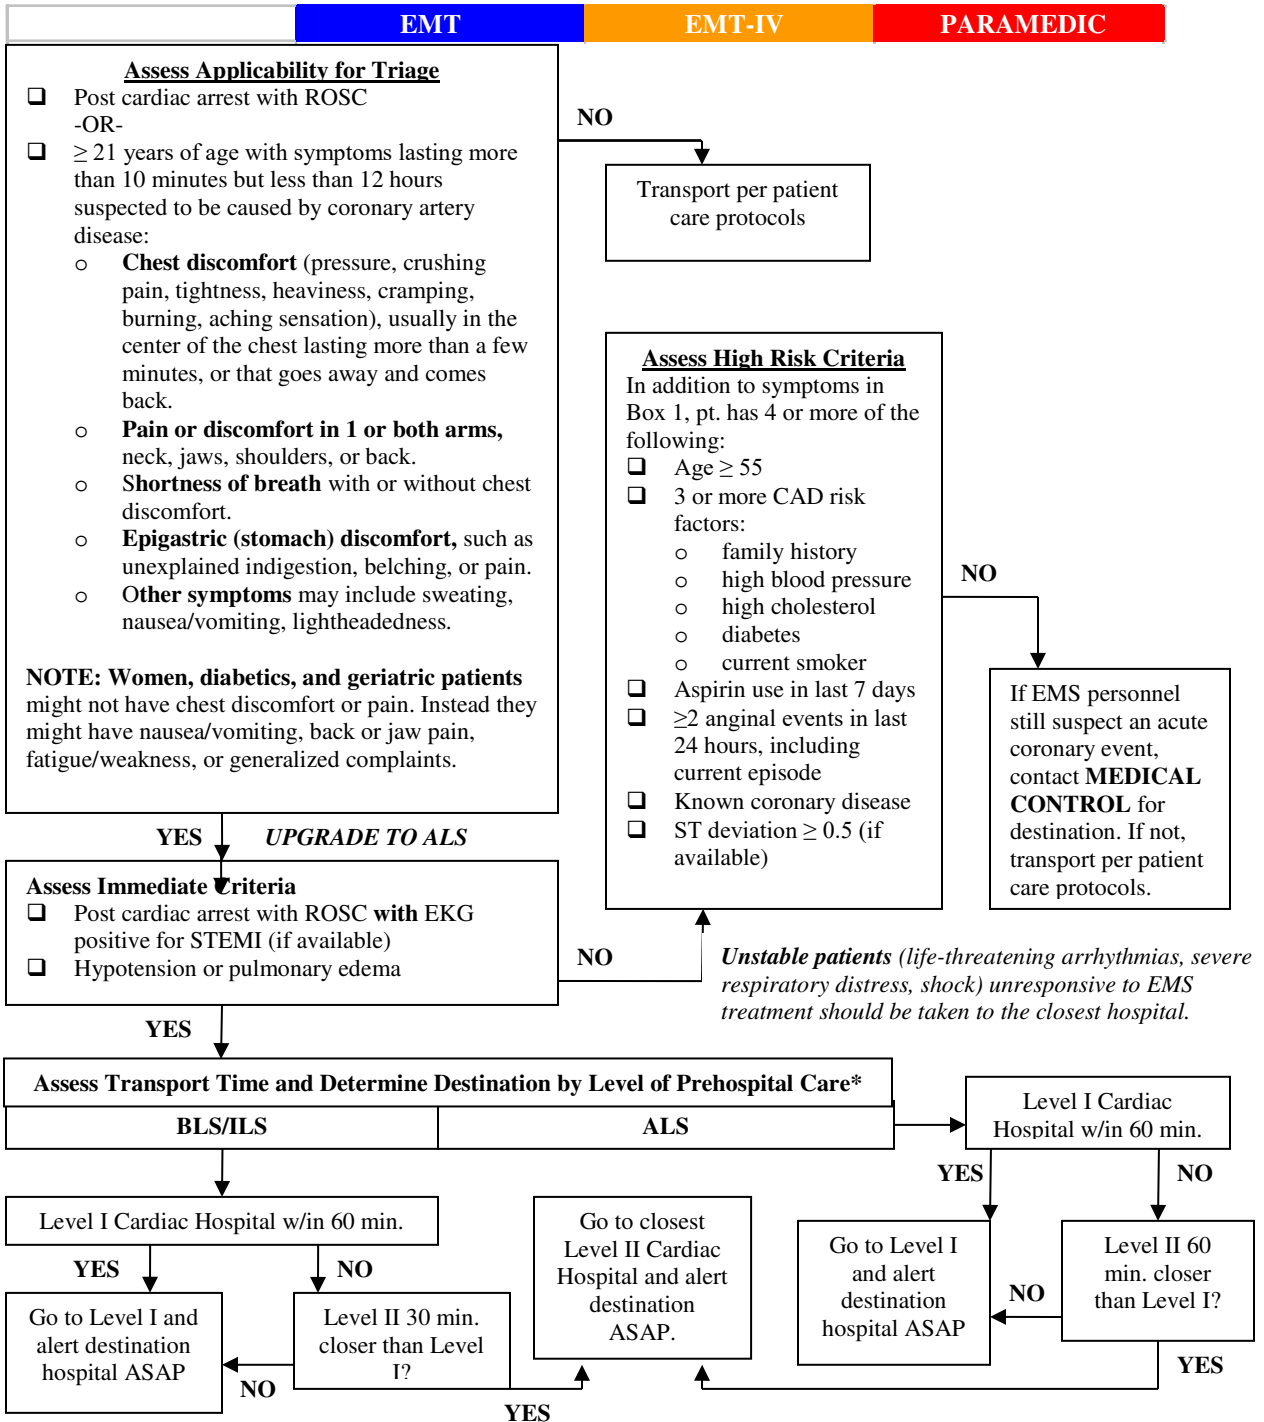 EMT
EMT-IV
PARAMEDIC
Assess Applicability for Triage
❑ Post cardiac arrest with ROSC
-OR-
❑ ≥ 21 years of age with symptoms lasting more
than 10 minutes but less than 12 hours
suspected to be caused by coronary artery
disease:
o Chest discomfort (pressure, crushing
pain, tightness, heaviness, cramping,
burning, aching sensation), usually in the
center of the chest lasting more than a few
minutes, or that goes away and comes
back.
o Pain or discomfort in 1 or both arms,
neck, jaws, shoulders, or back.
o Shortness of breath with or without chest
discomfort.
o Epigastric (stomach) discomfort, such as
unexplained indigestion, belching, or pain.
o Other symptoms may include sweating,
nausea/vomiting, lightheadedness.
NOTE: Women, diabetics, and geriatric patients
might not have chest discomfort or pain. Instead they
might have nausea/vomiting, back or jaw pain,
fatigue/weakness, or generalized complaints.
NO
Transport per patient
care protocols
YES
UPGRADE TO ALS
Assess Immediate Criteria
❑ Post cardiac arrest with ROSC with EKG
positive for STEMI (if available)
❑ Hypotension or pulmonary edema
NO
Assess High Risk Criteria
In addition to symptoms in
Box 1, pt. has 4 or more of the
following:
❑ Age ≥ 55
❑ 3 or more CAD risk
factors:
o family history
o high blood pressure
o high cholesterol
o diabetes
o current smoker
❑ Aspirin use in last 7 days
❑ ≥2 anginal events in last
24 hours, including
current episode
❑ Known coronary disease
❑ ST deviation ≥ 0.5 (if
available)
NO
If EMS personnel
still suspect an acute
coronary event,
contact MEDICAL
CONTROL for
destination. If not,
transport per patient
care protocols.
Unstable patients (life-threatening arrhythmias, severe
respiratory distress, shock) unresponsive to EMS
treatment should be taken to the closest hospital.
YES
Assess Transport Time and Determine Destination by Level of Prehospital Care*
BLS/ILS
ALS
Level I Cardiac
Hospital w/in 60 min.
YES
NO
Level I Cardiac Hospital w/in 60 min.
YES
NO
Go to Level I and
alert destination
hospital ASAP
NO
Level II 30 min.
closer than Level
I?
YES
Go to closest
Level II Cardiac
Hospital and alert
destination
ASAP.
Go to Level I
and alert
destination
hospital ASAP
NO
Level II 60
min. closer
than Level I?
YES